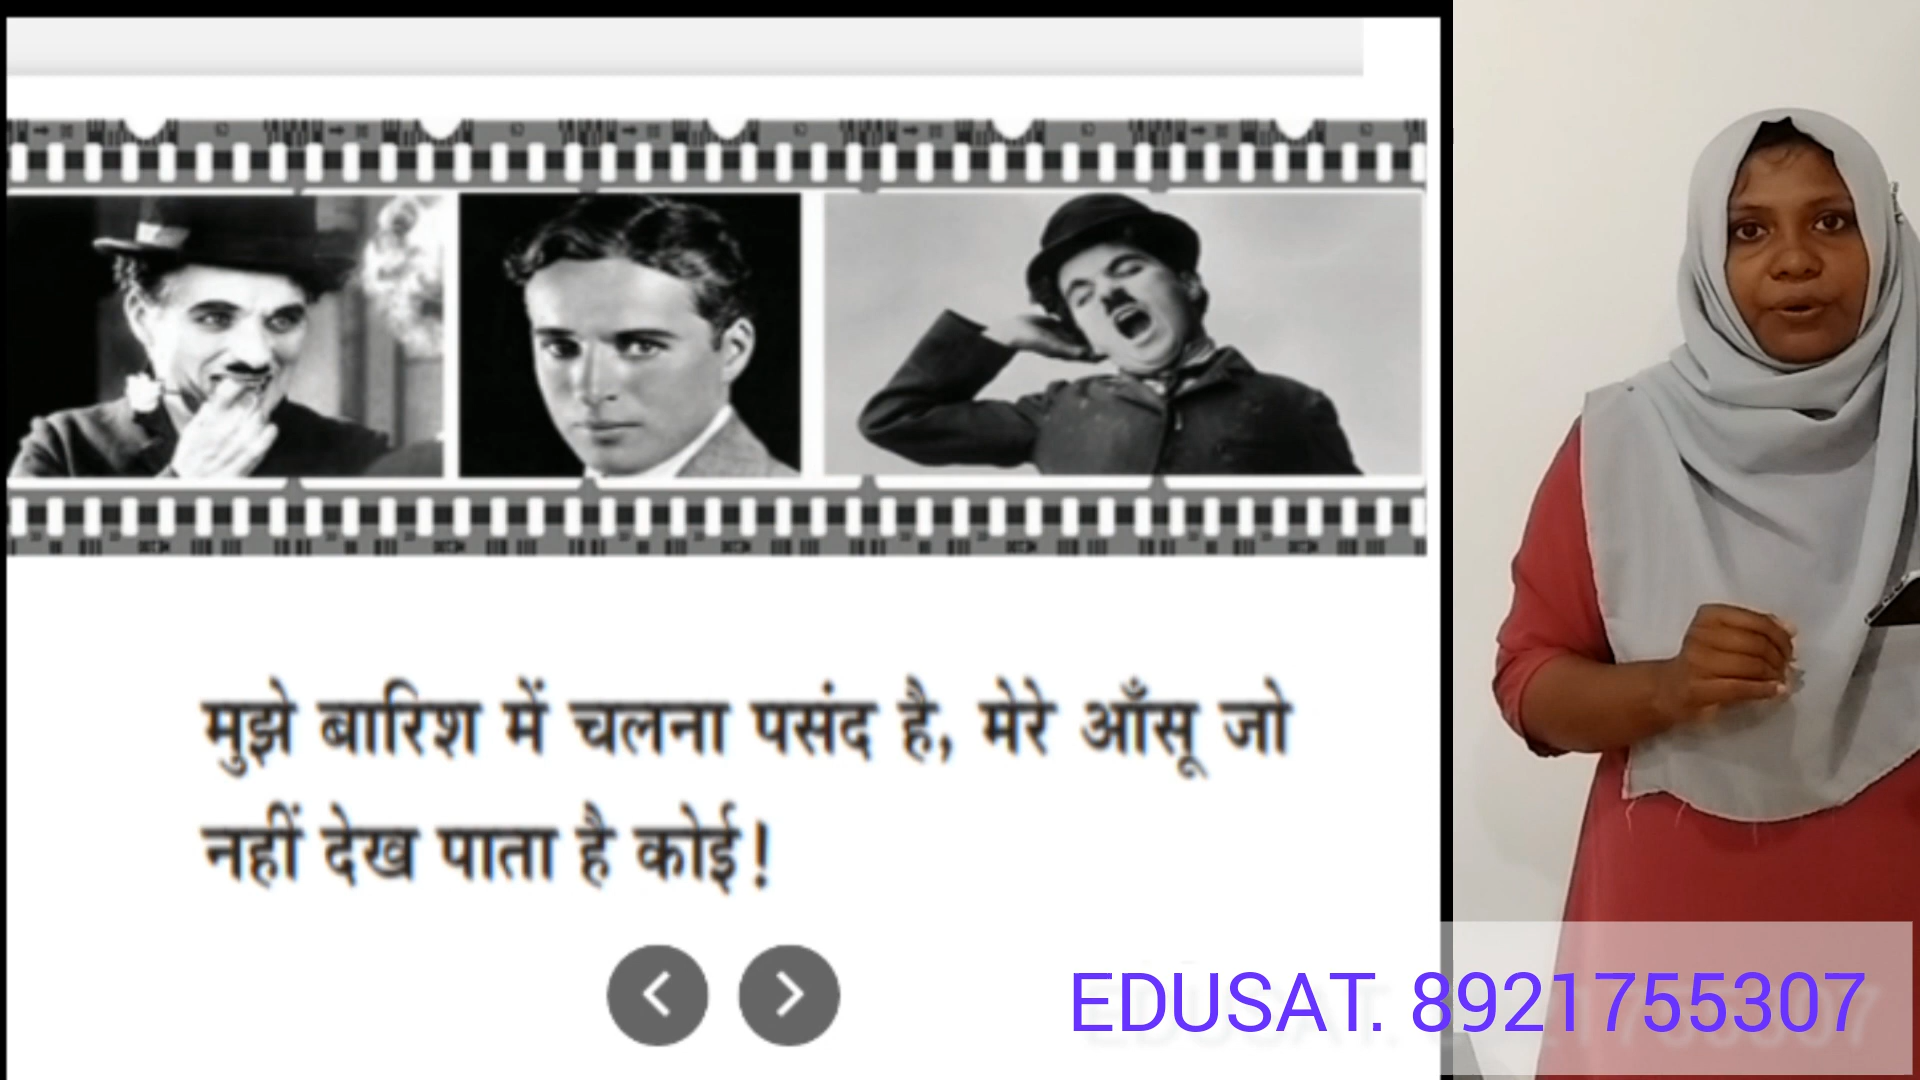 मुझे बारिश में चलना पसंद है, मेरे आँसू जो
नहीं देख पाता है कोई!
EDUSAT. 8921755307